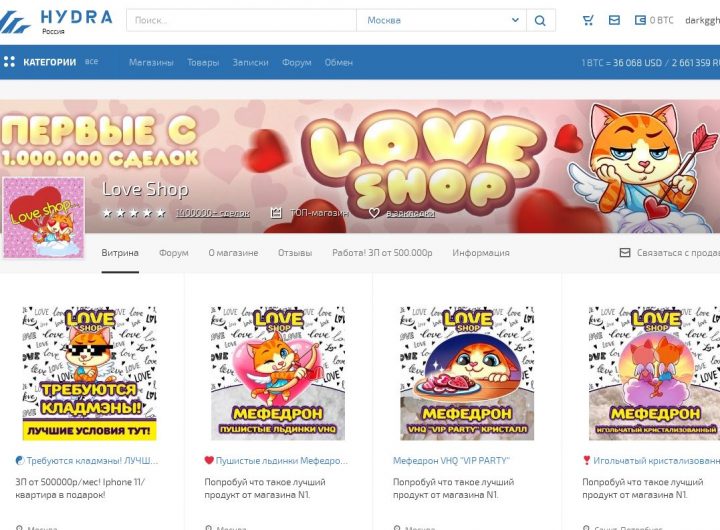 HYDRA
Россия
Поиск...
Москва
0 BTC
darkggh
КАТЕГОРИИ все
Магазины Товары Записки Форум Обмен
1 BTC = 36 068 USD / 2 661 359 RU
ПЕРВЫЕ С
1.000.000 СДЕЛОК
LOVE
SHOP
Love shop...
Love Shop
1400000+ сделок
ТОП-магазин
в закладки
Витрина Форум О магазине Отзывы Работа! ЗП от 500.000р Информация
Связаться с прода
LOVE
SHOP
ТРЕБУЮТСЯ
КЛАДМЭНЫ!
ЛУЧШИЕ УСЛОВИЯ ТУТ!
Требуются кладмэны! ЛУЧШ...
ЗП от 500000р/мес! Iphone 11/
квартира в подарок!
Москва
LOVE
SHOP
МЕФЕДРОН
ПУШИСТЫЕ ЛЬДИНКИ VHQ
Пушистые льдинки Мефедро...
Попробуй что такое лучший
продукт от магазина N1.
Москва
LOVE
SHOP
МЕФЕДРОН
VHQ "VIP PARTY" КРИСТАЛЛ
Мефедрон VHQ "VIP PARTY"
Попробуй что такое лучший
продукт от магазина N1.
Москва
LOVE
SHOP
МЕФЕДРОН
ИГОЛЬЧАТЫЙ КРИСТАЛИЗОВАННЫЙ
Игольчатый кристализованн
Попробуй что такое лучший
продукт от магазина N1.
Санкт-Петербург